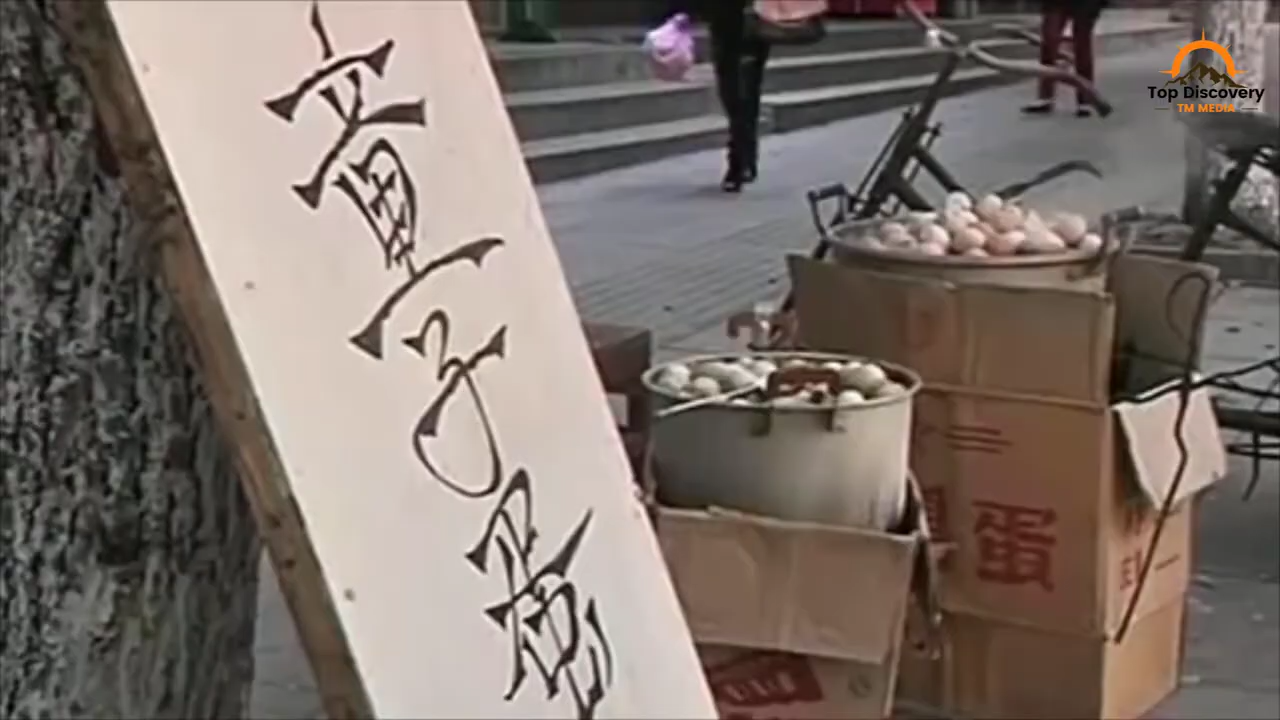 童子蛋
Top Discovery
TM MEDIA
蛋